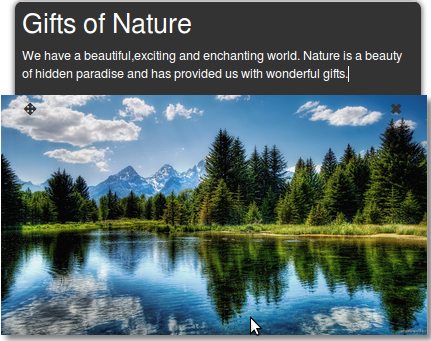 Gifts of Nature
We have a beautiful,exciting and enchanting world. Nature is a beauty
of hidden paradise and has provided us with wonderful gifts.